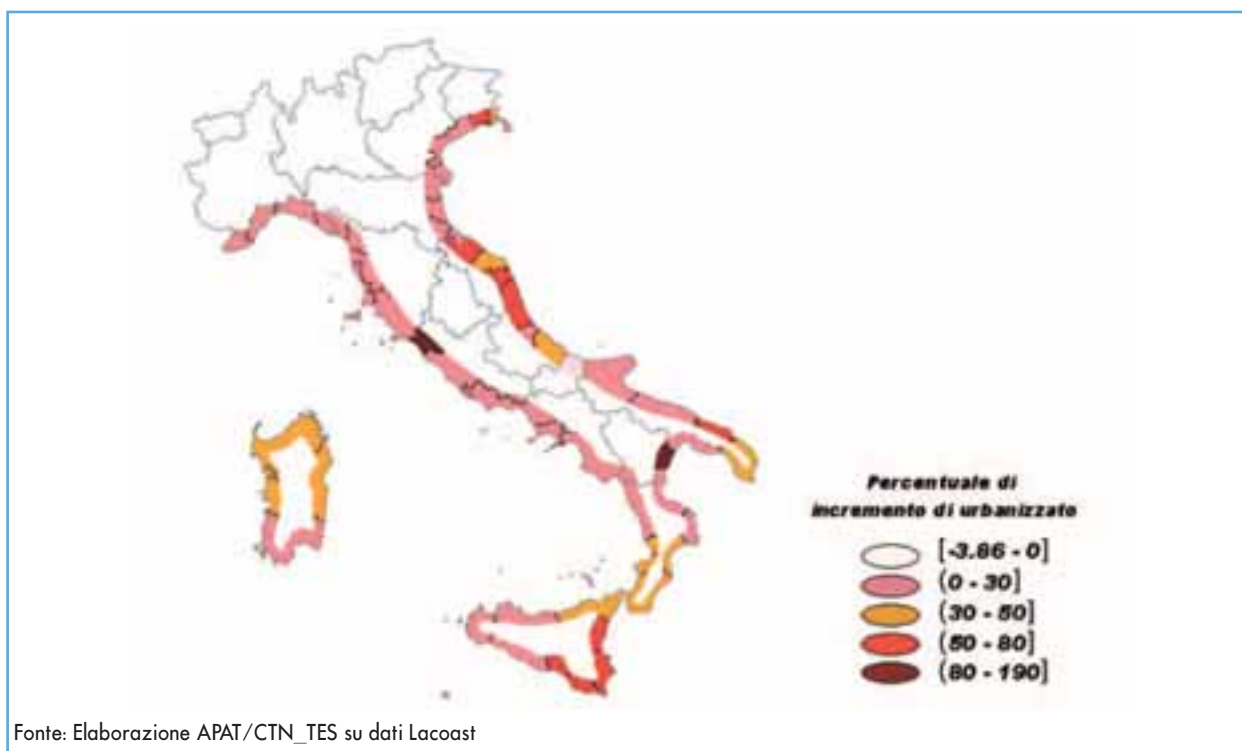 Percentuale di
incremento di urbanizzato
[-3.86 - 0]
(0 - 30]
(30 - 50]
(50 - 80]
(80 - 190]
Fonte: Elaborazione APAT/CTN_TES su dati Lacoast